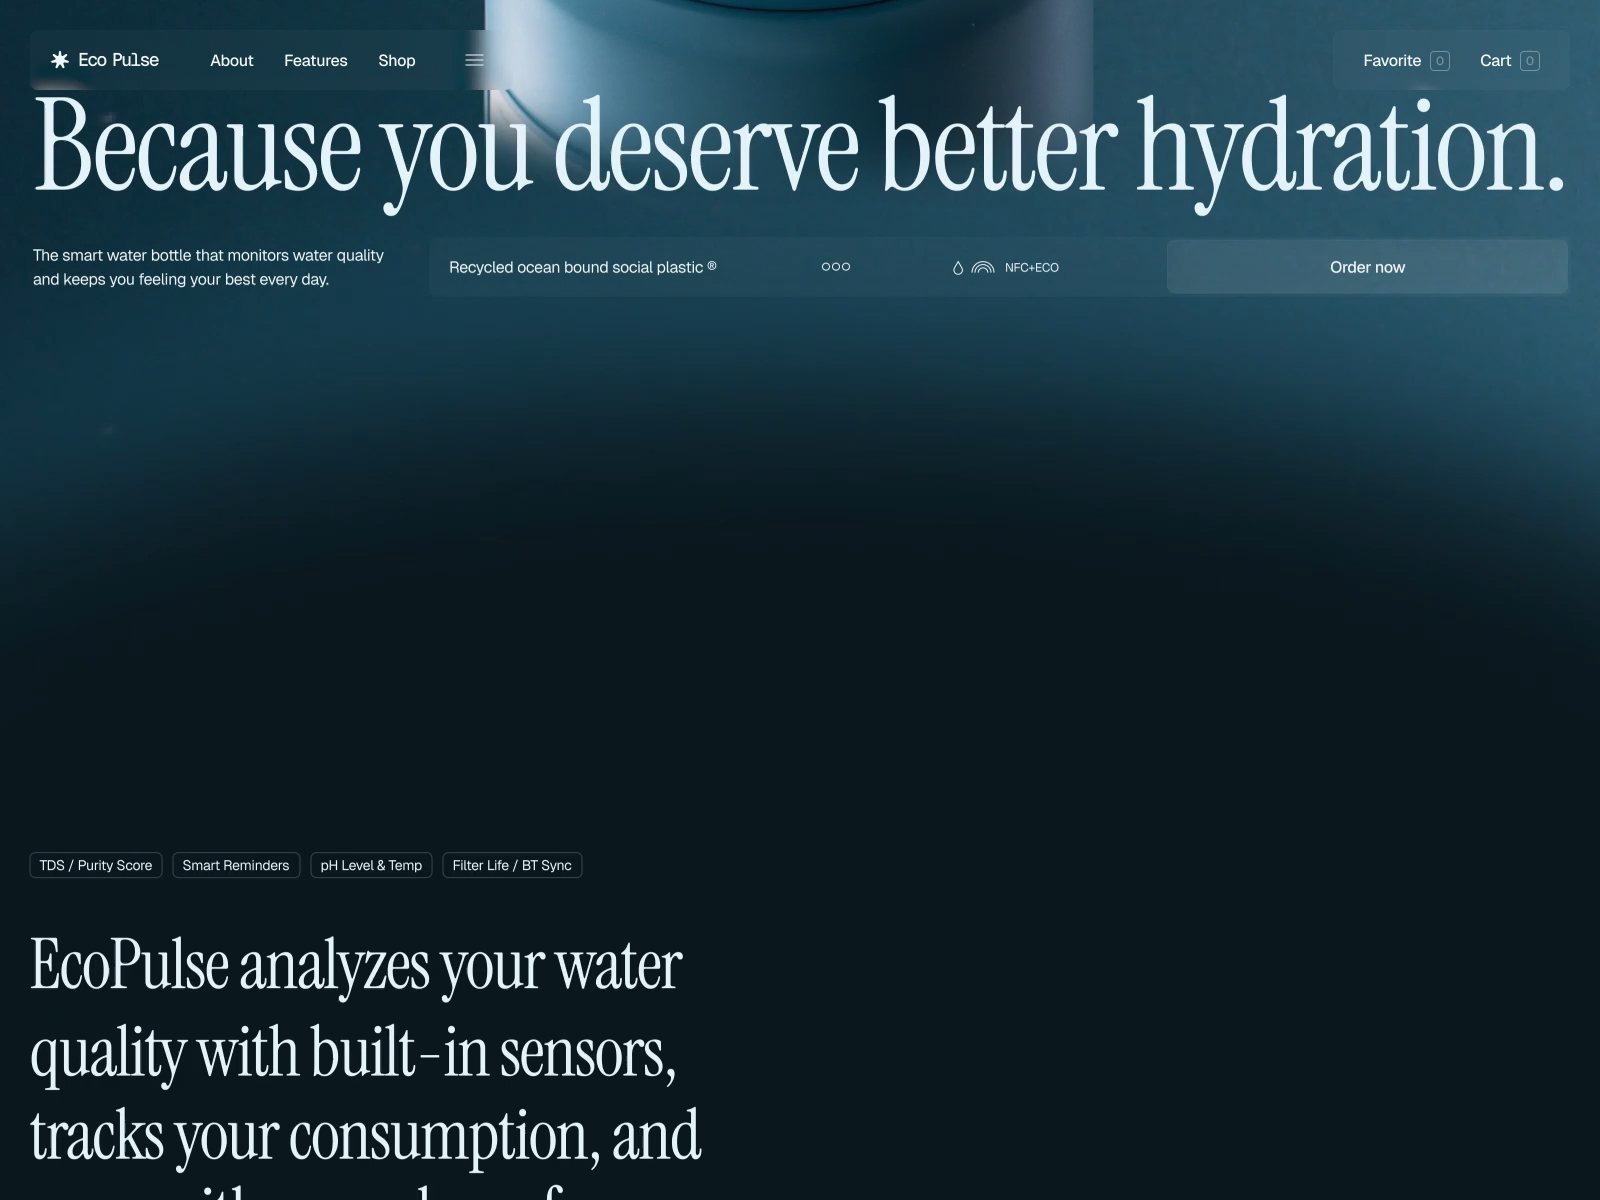 Eco Pulse About Features Shop Favorite 0 Cart 0
Because you deserve better hydration.
The smart water bottle that monitors water quality
and keeps you feeling your best every day.
Recycled ocean bound social plastic ® NFC+ECO Order now
TDS / Purity Score Smart Reminders pH Level & Temp Filter Life / BT Sync
EcoPulse analyzes your water
quality with built-in sensors,
tracks your consumption, and